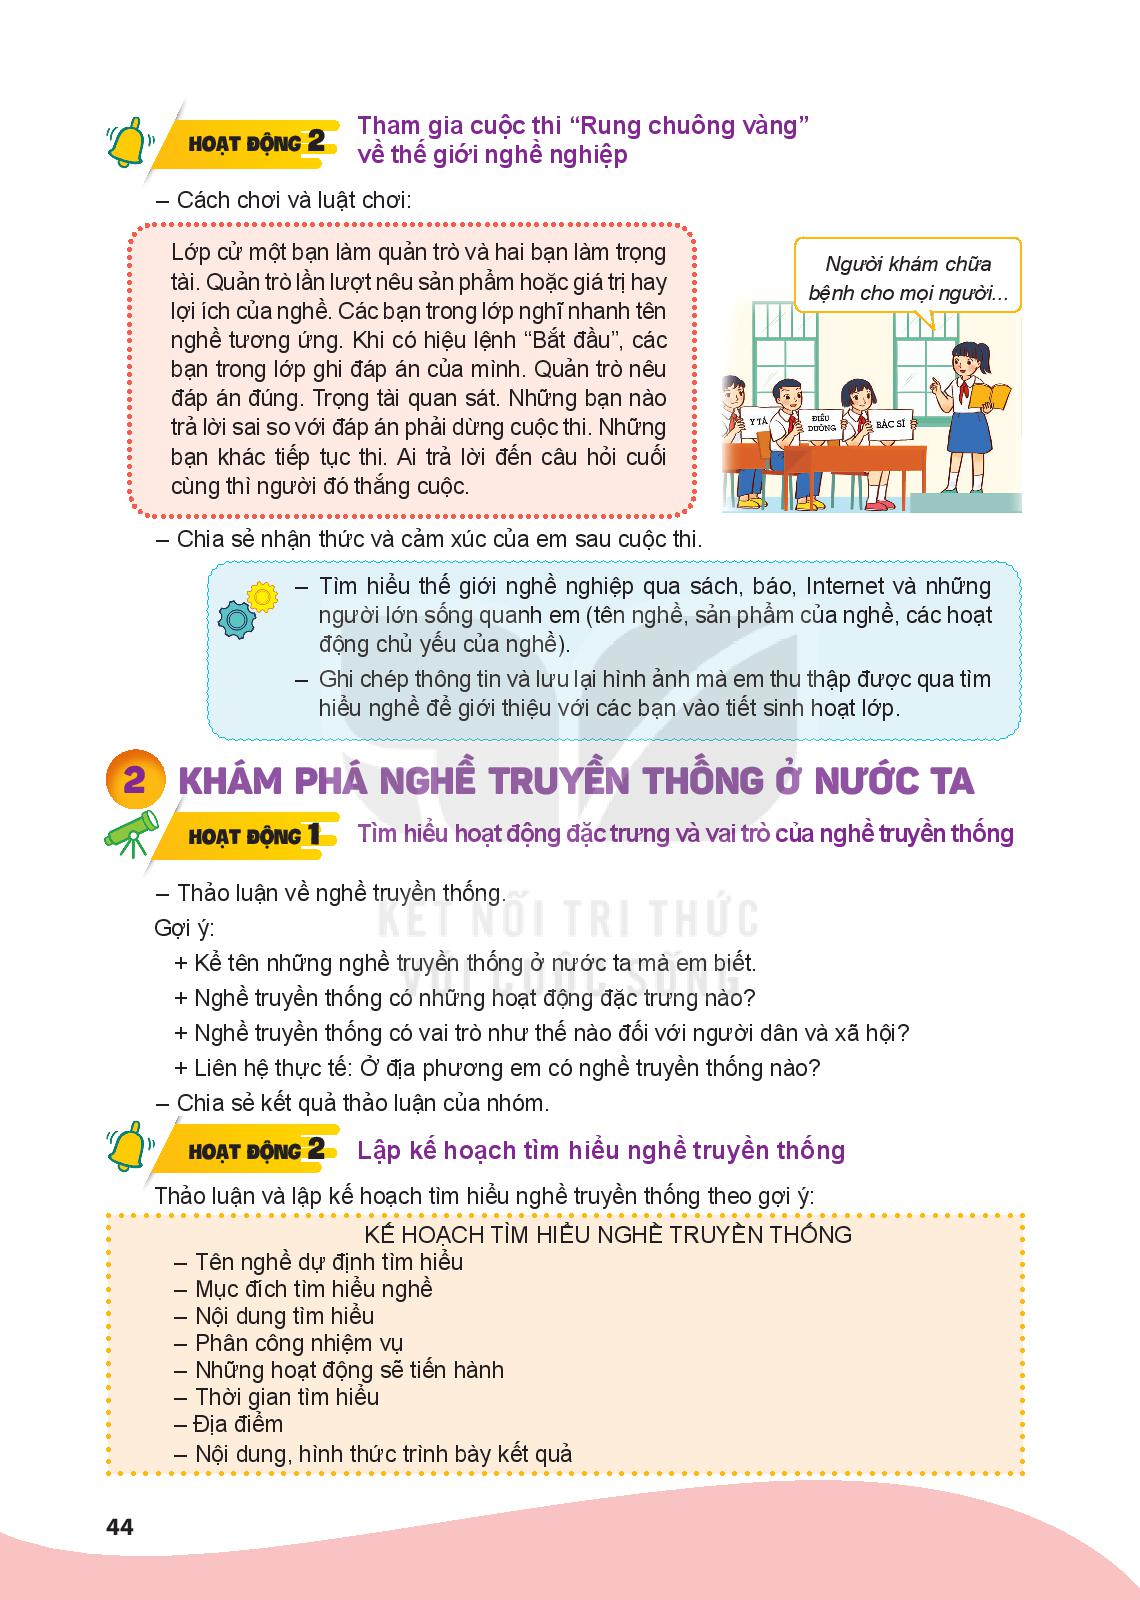 HOẠT ĐỘNG 2
Tham gia cuộc thi “Rung chuông vàng”
về thế giới nghề nghiệp
– Cách chơi và luật chơi:
Lớp cử một bạn làm quản trò và hai bạn làm trọng
tài. Quản trò lần lượt nêu sản phẩm hoặc giá trị hay
lợi ích của nghề. Các bạn trong lớp nghĩ nhanh tên
nghề tương ứng. Khi có hiệu lệnh “Bắt đầu”, các
bạn trong lớp ghi đáp án của mình. Quản trò nêu
đáp án đúng. Trọng tài quan sát. Những bạn nào
trả lời sai so với đáp án phải dừng cuộc thi. Những
bạn khác tiếp tục thi. Ai trả lời đến câu hỏi cuối
cùng thì người đó thắng cuộc.
Người khám chữa
bệnh cho mọi người...
Y TÁ
ĐIỀU
DƯỠNG
BÁC SĨ
– Chia sẻ nhận thức và cảm xúc của em sau cuộc thi.
– Tìm hiểu thế giới nghề nghiệp qua sách, báo, Internet và những
người lớn sống quanh em (tên nghề, sản phẩm của nghề, các hoạt
động chủ yếu của nghề).
– Ghi chép thông tin và lưu lại hình ảnh mà em thu thập được qua tìm
hiểu nghề để giới thiệu với các bạn vào tiết sinh hoạt lớp.
2 KHÁM PHÁ NGHỀ TRUYỀN THỐNG Ở NƯỚC TA
HOẠT ĐỘNG 1
Tìm hiểu hoạt động đặc trưng và vai trò của nghề truyền thống
– Thảo luận về nghề truyền thống.
KẾT NỐI TRI THỨC
Gợi ý:
+ Kể tên những nghề truyền thống ở nước ta mà em biết.
VỚI CUỘC SỐNG
+ Nghề truyền thống có những hoạt động đặc trưng nào?
+ Nghề truyền thống có vai trò như thế nào đối với người dân và xã hội?
+ Liên hệ thực tế: Ở địa phương em có nghề truyền thống nào?
– Chia sẻ kết quả thảo luận của nhóm.
HOẠT ĐỘNG 2
Lập kế hoạch tìm hiểu nghề truyền thống
Thảo luận và lập kế hoạch tìm hiểu nghề truyền thống theo gợi ý:
KẾ HOẠCH TÌM HIỂU NGHỀ TRUYỀN THỐNG
– Tên nghề dự định tìm hiểu
– Mục đích tìm hiểu nghề
– Nội dung tìm hiểu
– Phân công nhiệm vụ
– Những hoạt động sẽ tiến hành
– Thời gian tìm hiểu
– Địa điểm
– Nội dung, hình thức trình bày kết quả
44